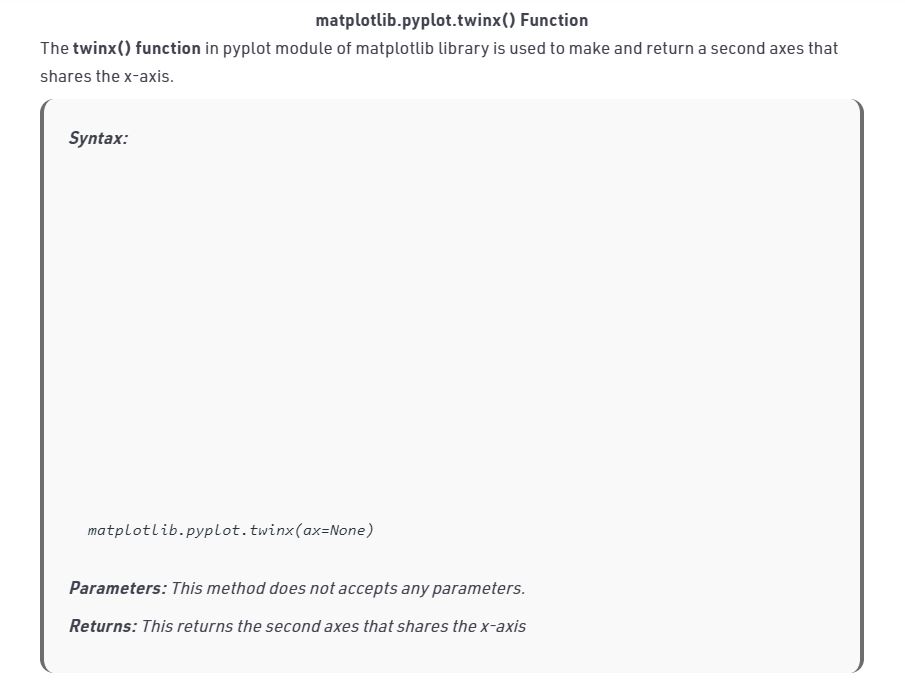 matplotlib.pyplot.twinx() Function
The twinx() function in pyplot module of matplotlib library is used to make and return a second axes that
shares the x-axis.
Syntax:
matplotlib.pyplot.twinx(ax=None)
Parameters: This method does not accepts any parameters.
Returns: This returns the second axes that shares the x-axis